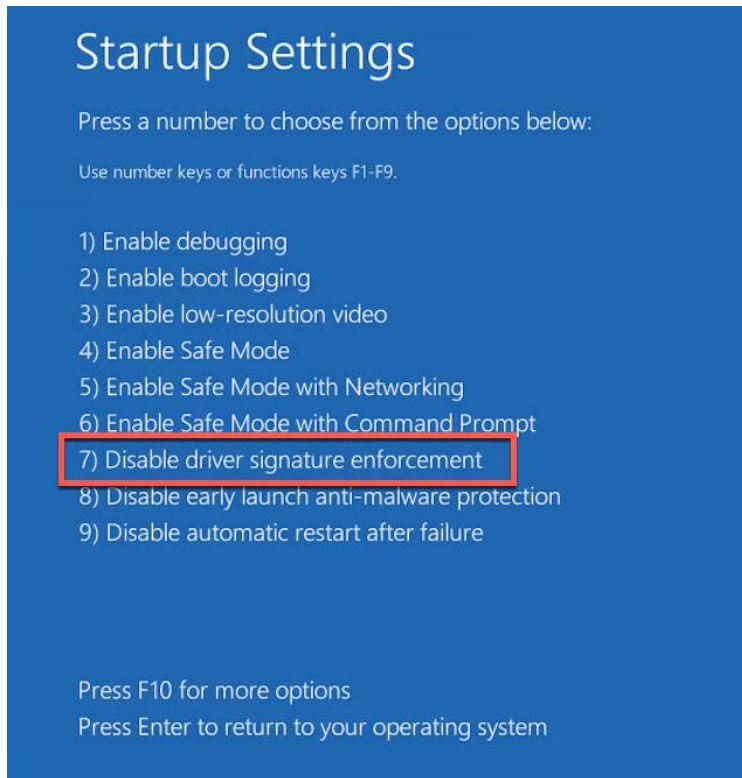 Startup Settings
Press a number to choose from the options below:
Use number keys or functions keys F1-F9.
1) Enable debugging
2) Enable boot logging
3) Enable low-resolution video
4) Enable Safe Mode
5) Enable Safe Mode with Networking
6) Enable Safe Mode with Command Prompt
7) Disable driver signature enforcement
8) Disable early launch anti-malware protection
9) Disable automatic restart after failure
Press F10 for more options
Press Enter to return to your operating system